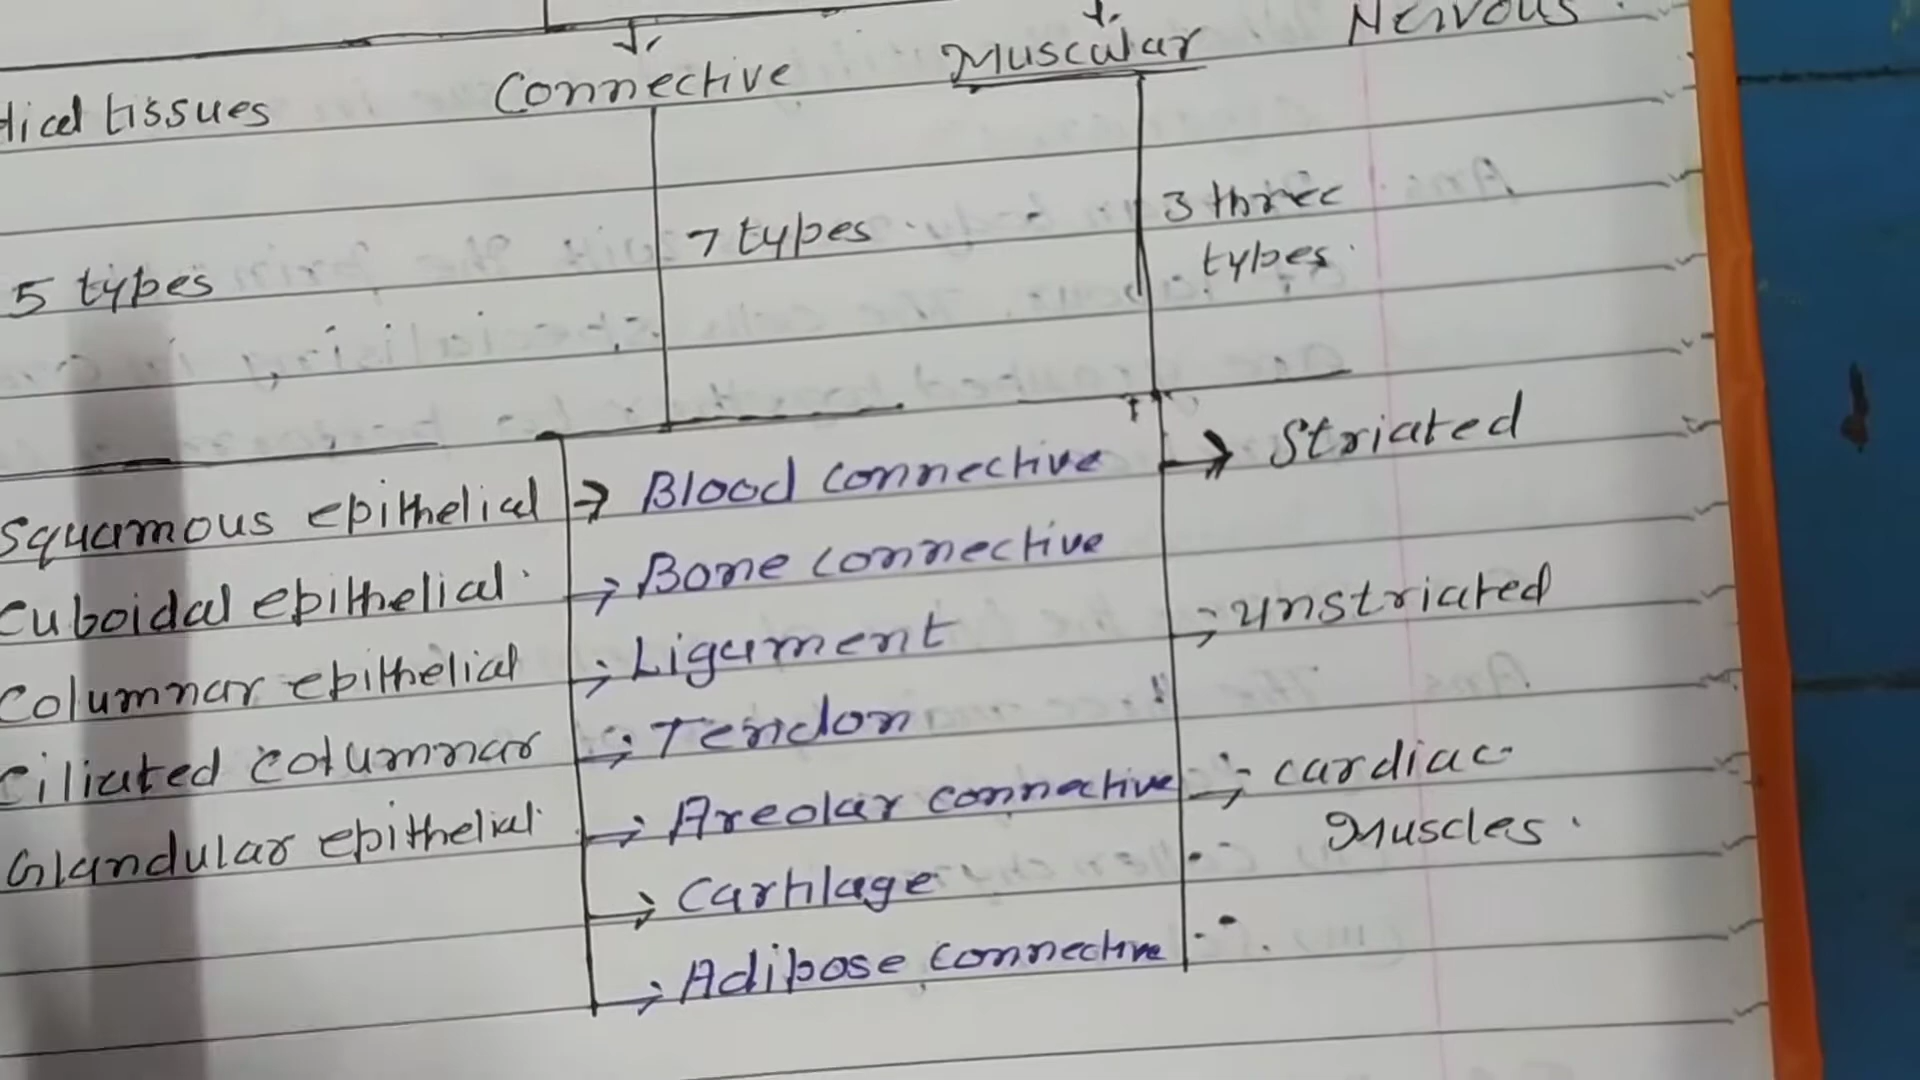 Nervous
Connective
Muscular
tissues
5 types
7 types
3 three
types
Squamous epithelial
Cuboidal epithelial
Columnar epithelial
Ciliated columnar
Glandular epithelial
→ Blood connective
→ Bone connective
→ Ligament
→ Tendon
→ Areolar connective
→ Cartilage
→ Adipose connective
→ Striated
→ unstriated
→ cardiac
Muscles.